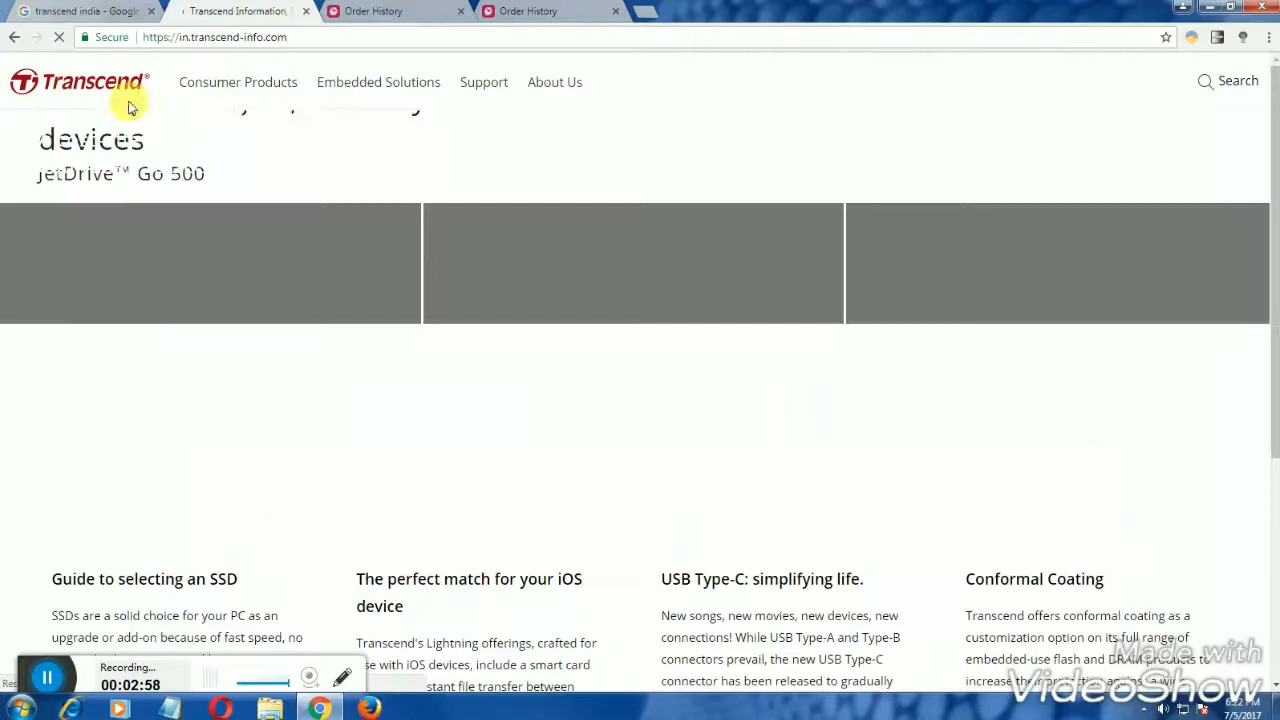 transcend india - Google
Transcend Information,
Order History
Order History
Secure
https://in.transcend-info.com
Transcend®
Consumer Products
Embedded Solutions
Support
About Us
Search
devices
JetDrive™ Go 500
Guide to selecting an SSD
SSDs are a solid choice for your PC as an
upgrade or add-on because of fast speed, no
The perfect match for your iOS
device
Transcend's Lightning offerings, crafted for
use with iOS devices, include a smart card
stant file transfer between
USB Type-C: simplifying life.
New songs, new movies, new devices, new
connections! While USB Type-A and Type-B
connectors prevail, the new USB Type-C
connector has been released to gradually
Conformal Coating
Transcend offers conformal coating as a
customization option on its full range of
embedded-use flash and DRAM products to
increase
Recording...
00:02:58
Made with
VideoShow
6:22 PM
7/5/2017